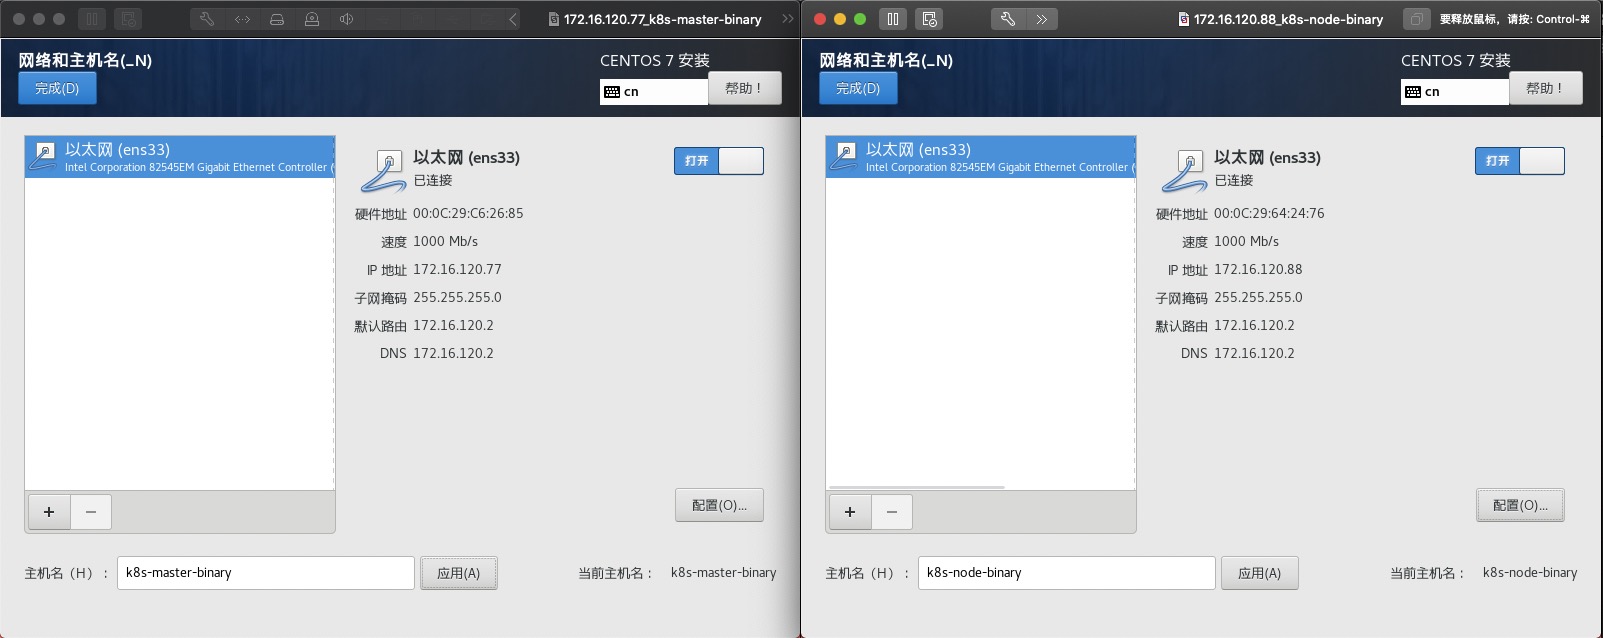 172.16.120.77_k8s-master-binary
网络和主机名(_N)
完成(D)
CENTOS 7 安装
cn
帮助！
以太网 (ens33)
Intel Corporation 82545EM Gigabit Ethernet Controller (
以太网 (ens33)
已连接
打开
硬件地址 00:0C:29:C6:26:85
速度 1000 Mb/s
IP 地址 172.16.120.77
子网掩码 255.255.255.0
默认路由 172.16.120.2
DNS 172.16.120.2
+ −
配置(O)...
主机名（H）： k8s-master-binary 应用(A) 当前主机名： k8s-master-binary
172.16.120.88_k8s-node-binary 要释放鼠标，请按: Control-⌘
网络和主机名(_N)
完成(D)
CENTOS 7 安装
cn
帮助！
以太网 (ens33)
Intel Corporation 82545EM Gigabit Ethernet Controller (
以太网 (ens33)
已连接
打开
硬件地址 00:0C:29:64:24:76
速度 1000 Mb/s
IP 地址 172.16.120.88
子网掩码 255.255.255.0
默认路由 172.16.120.2
DNS 172.16.120.2
+ −
配置(O)...
主机名（H）： k8s-node-binary 应用(A) 当前主机名： k8s-node-binary